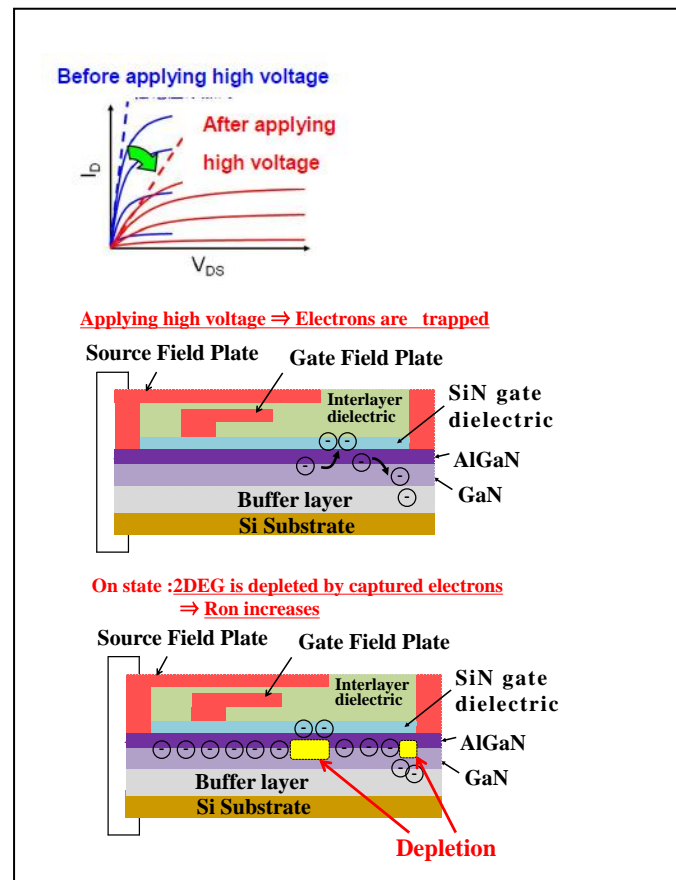 Before applying high voltage
After applying
high voltage
I_D
V_DS
Applying high voltage ⇒ Electrons are trapped
Source Field Plate
Gate Field Plate
Interlayer
dielectric
SiN gate
dielectric
AlGaN
GaN
Buffer layer
Si Substrate
On state :2DEG is depleted by captured electrons
⇒ Ron increases
Source Field Plate
Gate Field Plate
Interlayer
dielectric
SiN gate
dielectric
AlGaN
GaN
Buffer layer
Si Substrate
Depletion